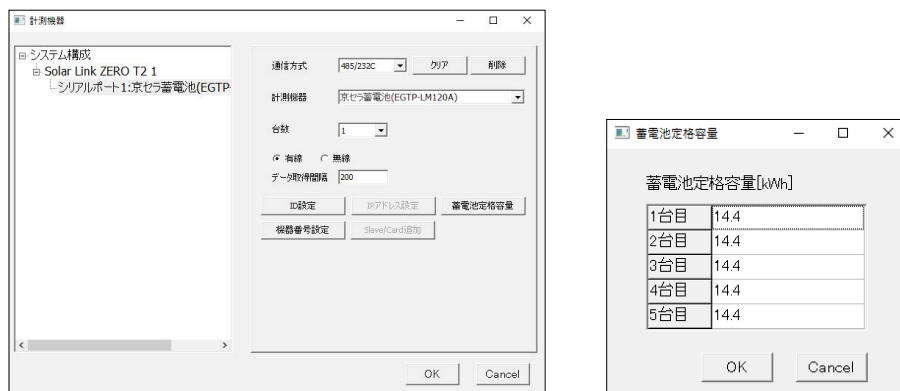 計測機器
システム構成
Solar Link ZERO T2 1
シリアルポート1:京セラ蓄電池(EGTP-
通信方式 485/232C クリア 削除
計測機器 京セラ蓄電池(EGTP-LM120A)
台数 1
有線 無線
データ取得間隔 200
ID設定 IPアドレス設定 蓄電池定格容量
機器番号設定 Slave/Card追加
OK Cancel
蓄電池定格容量
蓄電池定格容量[kWh]
1台目 14.4
2台目 14.4
3台目 14.4
4台目 14.4
5台目 14.4
OK Cancel